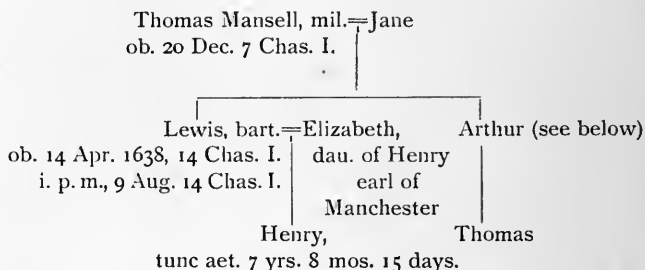 Thomas Mansell, mil.=Jane
ob. 20 Dec. 7 Chas. I.
Lewis, bart.=Elizabeth, Arthur (see below)
ob. 14 Apr. 1638, 14 Chas. I. dau. of Henry
i. p. m., 9 Aug. 14 Chas. I. earl of
Manchester
Henry, Thomas
tunc aet. 7 yrs. 8 mos. 15 days.